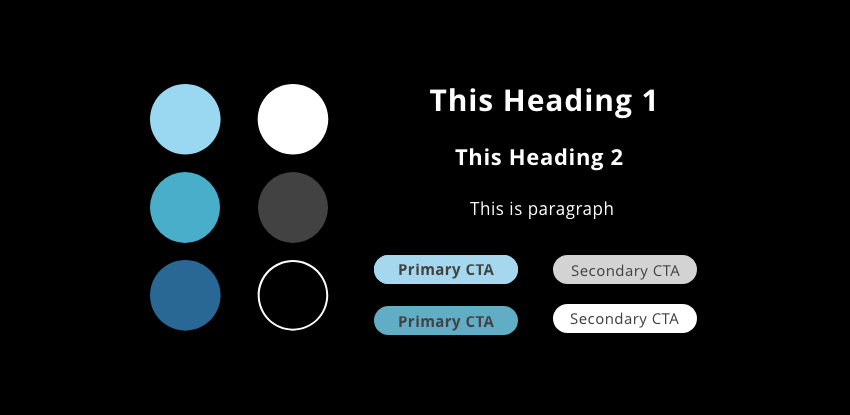 This Heading 1
This Heading 2
This is paragraph
Primary CTA
Secondary CTA
Primary CTA
Secondary CTA